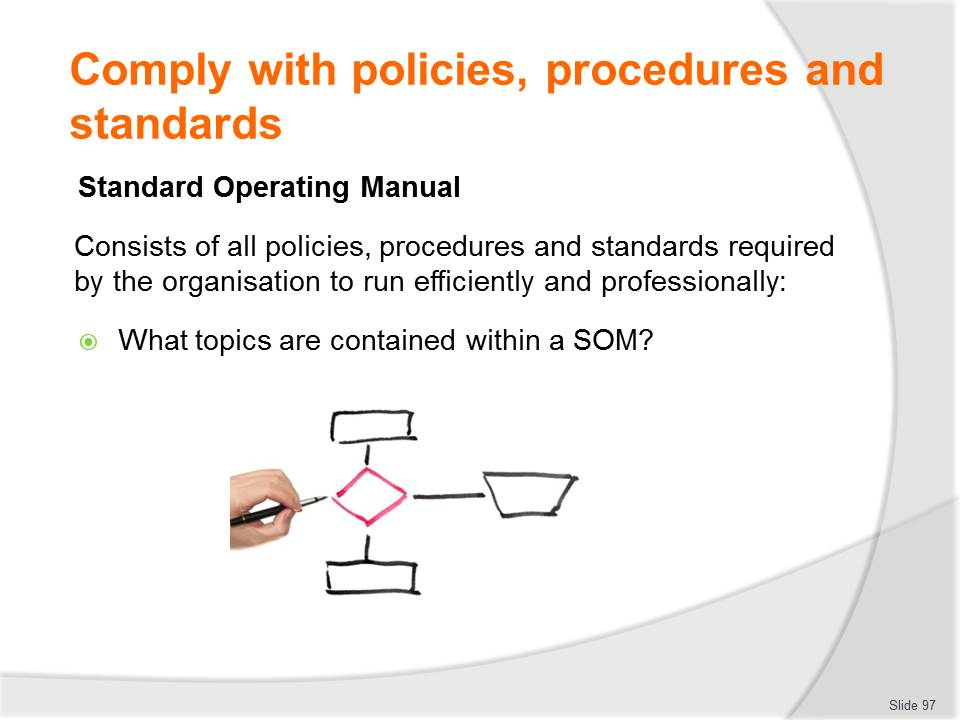 Comply with policies, procedures and
standards
Standard Operating Manual
Consists of all policies, procedures and standards required
by the organisation to run efficiently and professionally:
What topics are contained within a SOM?
Slide 97